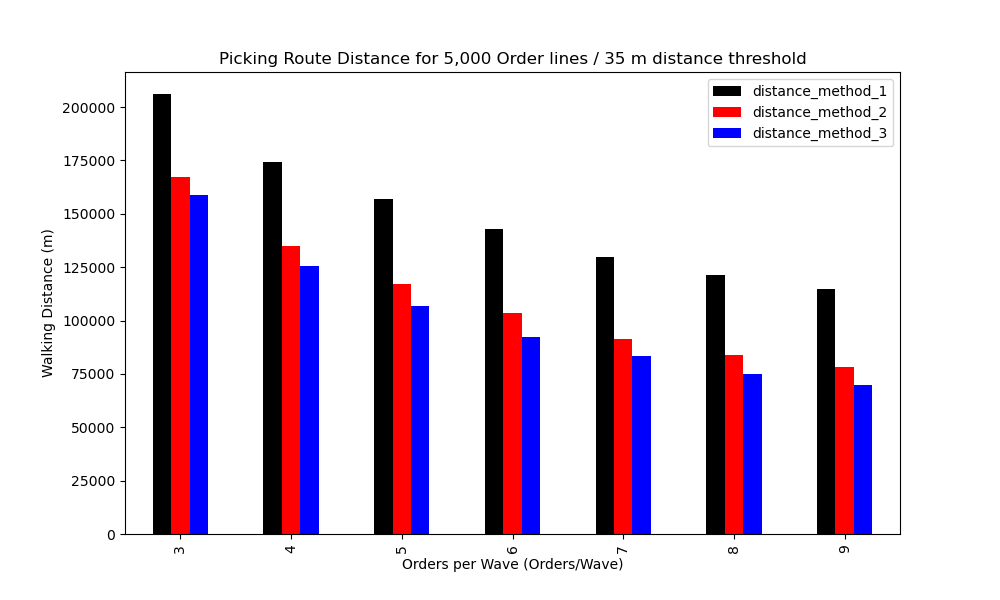 Picking Route Distance for 5,000 Order lines / 35 m distance threshold
distance_method_1
distance_method_2
distance_method_3
Walking Distance (m)
200000
175000
150000
125000
100000
75000
50000
25000
0
3
4
5
6
7
8
9
Orders per Wave (Orders/Wave)